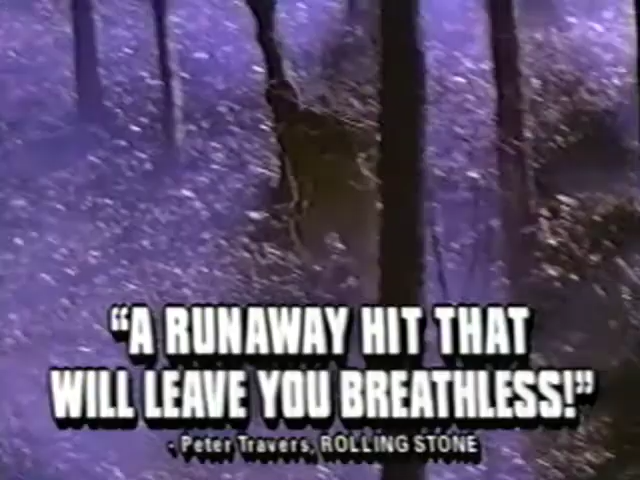 “A RUNAWAY HIT THAT
WILL LEAVE YOU BREATHLESS!”
- Peter Travers, ROLLING STONE